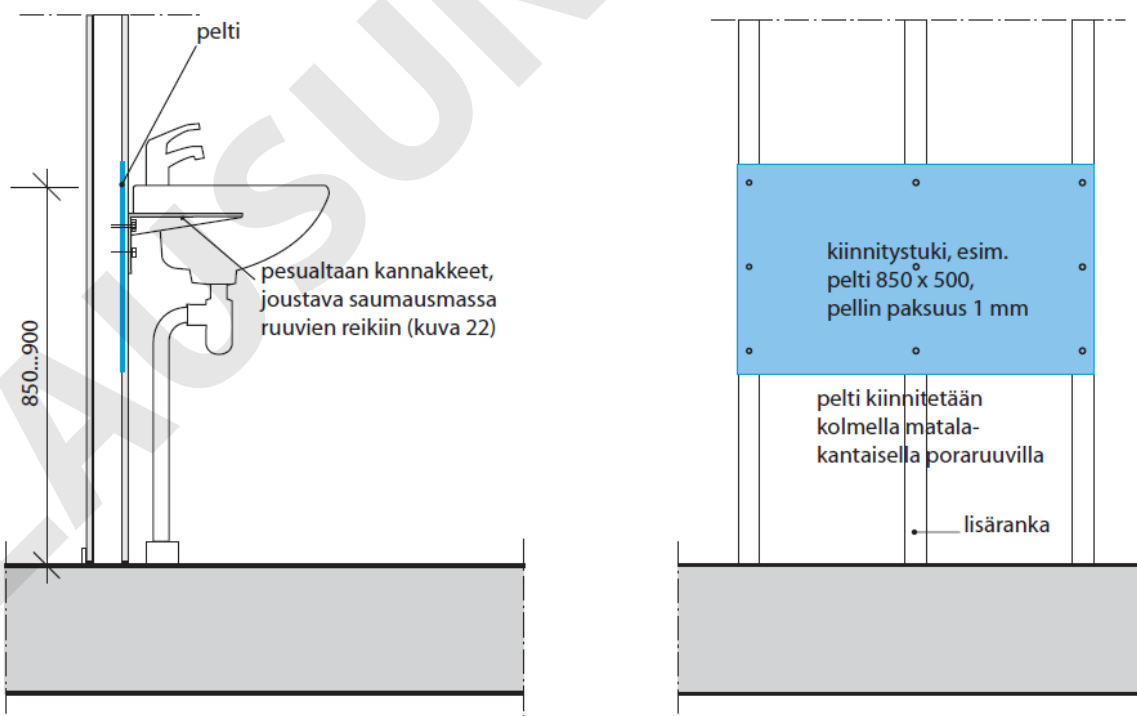 pelti
pesualtaan kannakkeet,
joustava saumausmassa
ruuvien reikiin (kuva 22)
850...900
kiinnitystuki, esim.
pelti 850 x 500,
pellin paksuus 1 mm
pelti kiinnitetään
kolmella matala-
kantaisella poraruuvilla
lisäranka
LAUSUN